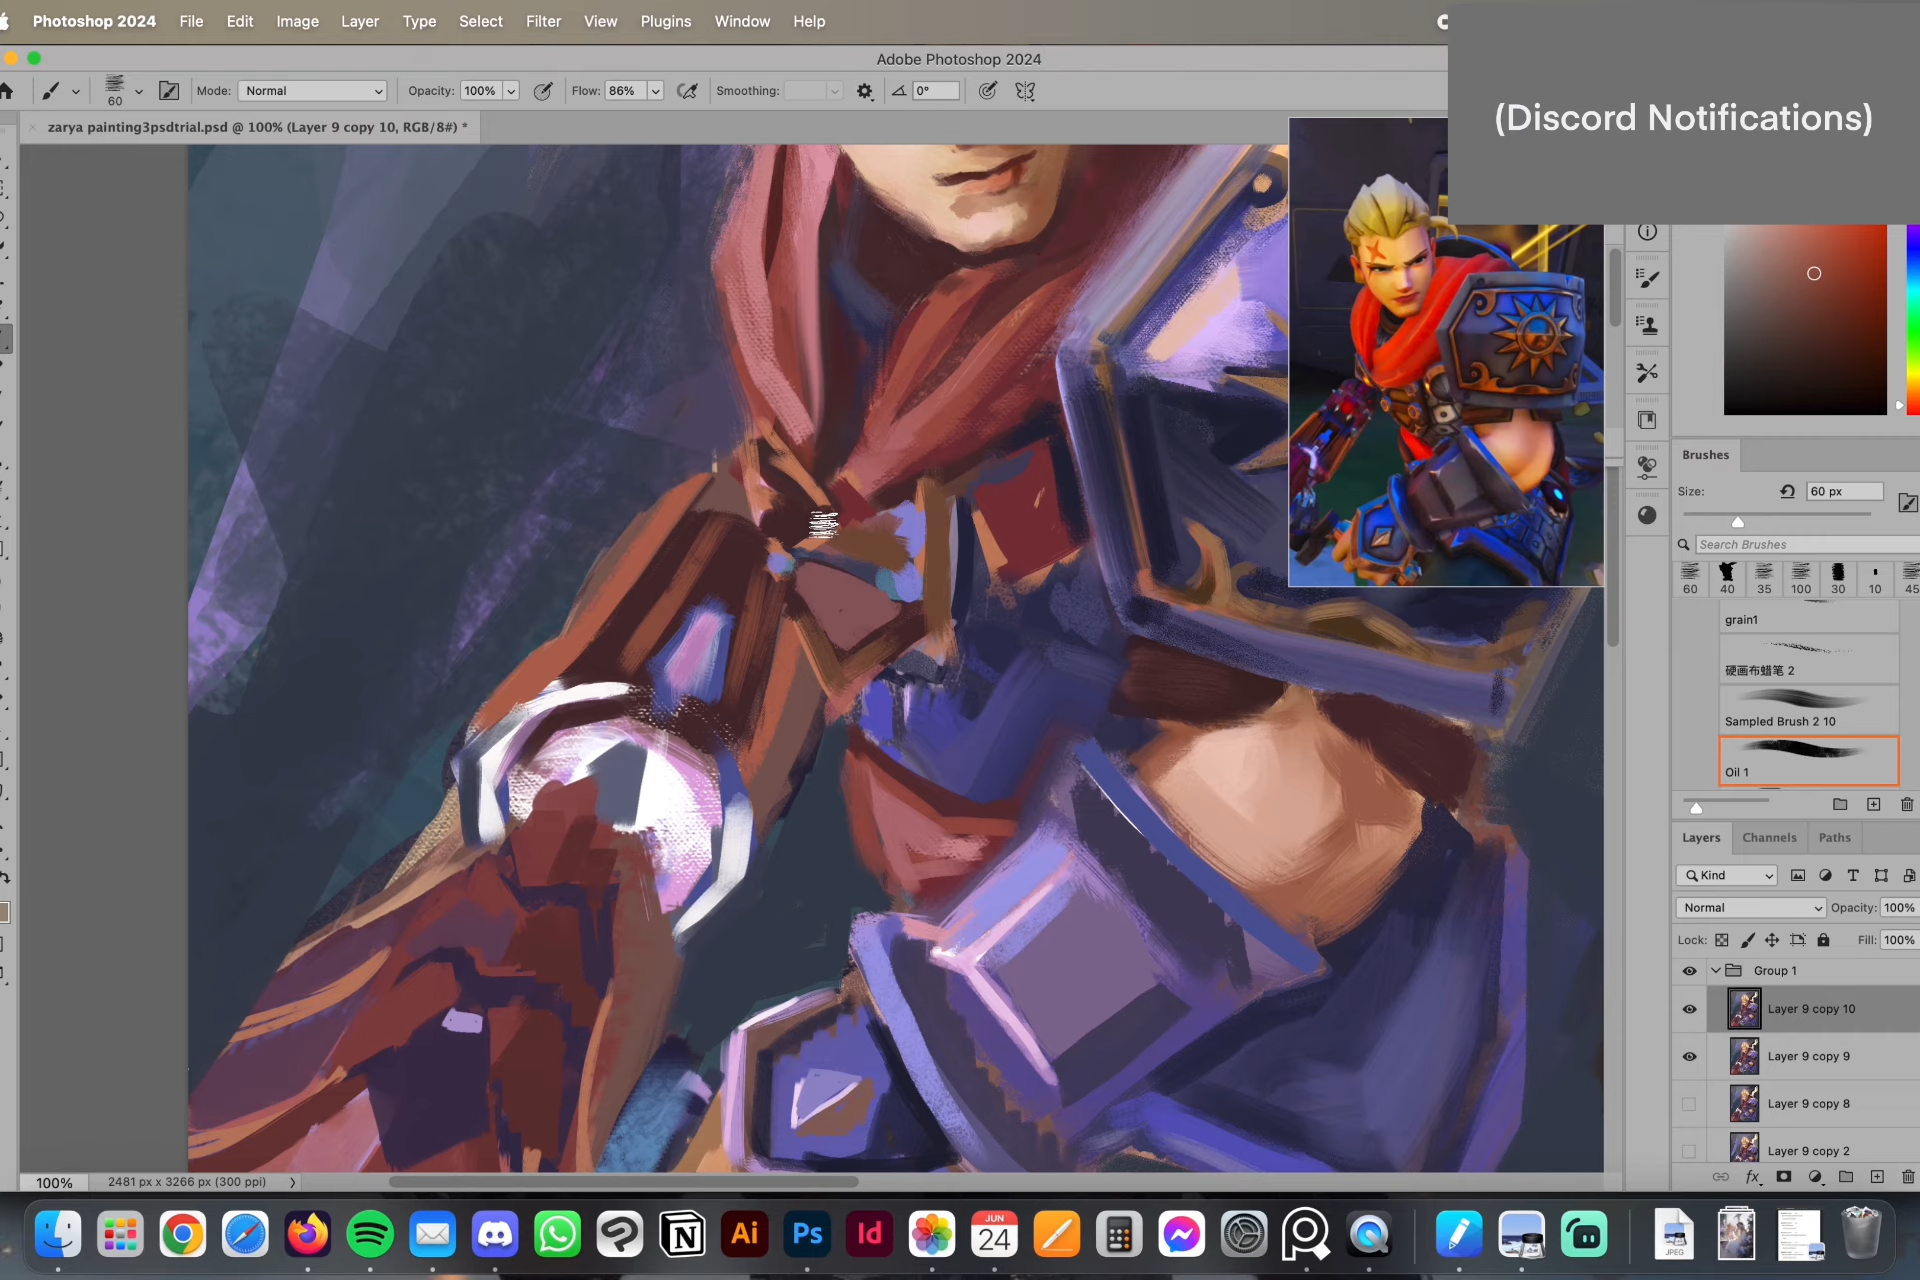 Photoshop 2024 File Edit Image Layer Type Select Filter View Plugins Window Help
(Discord Notifications)
Adobe Photoshop 2024
60
Mode: Normal Opacity: 100% Flow: 86% Smoothing: 0°
zarya painting3psdtrial.psd @ 100% (Layer 9 copy 10, RGB/8#) *
Brushes
Size: 60 px
Search Brushes
60 40 35 100 30 10 45
grain1
硬画布蜡笔 2
Sampled Brush 2 10
Oil 1
Layers Channels Paths
Kind
Normal Opacity: 100%
Lock: Fill: 100%
Group 1
Layer 9 copy 10
Layer 9 copy 9
Layer 9 copy 8
Layer 9 copy 2
fx
100% 2481 px x 3266 px (300 ppi)
Ai Ps Id
JUN
24
JPEG